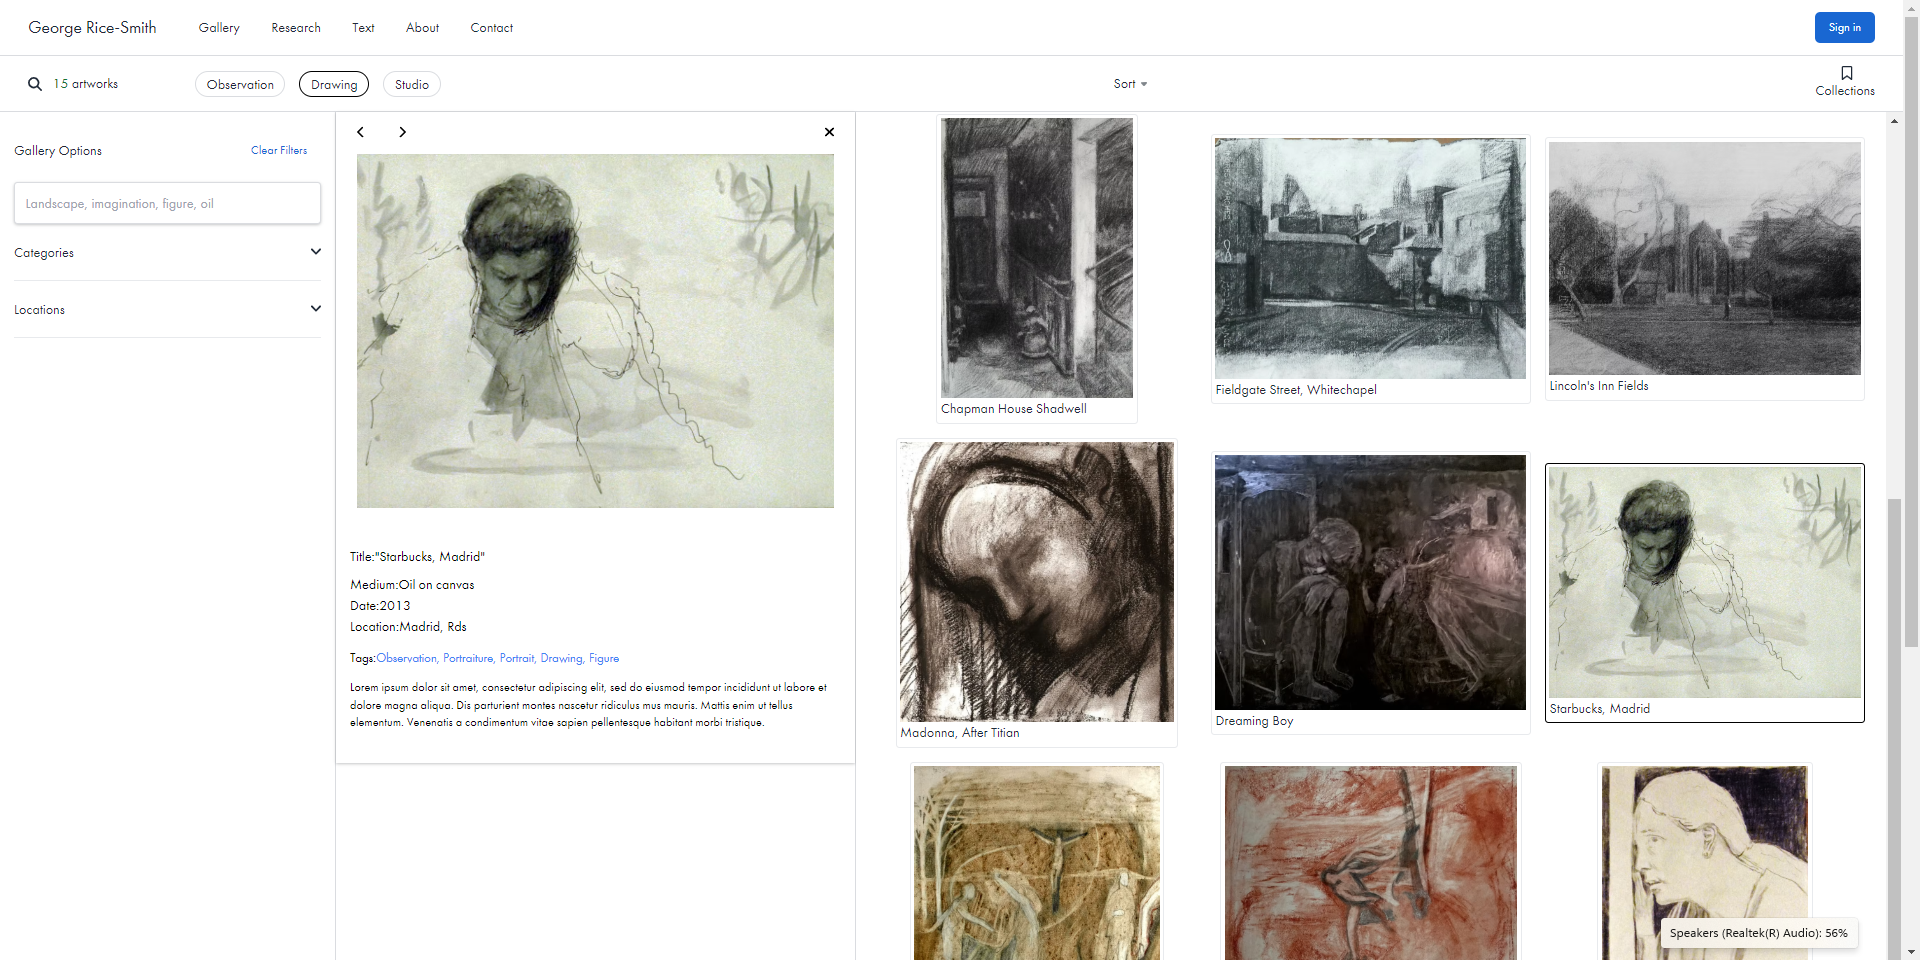 George Rice-Smith
Gallery
Research
Text
About
Contact
Sign in
15 artworks
Observation
Drawing
Studio
Sort
Collections
Gallery Options
Clear Filters
Landscape, imagination, figure, oil
Categories
Locations
Title:"Starbucks, Madrid"
Medium:Oil on canvas
Date:2013
Location:Madrid, Rds
Tags:Observation, Portraiture, Portrait, Drawing, Figure
Lorem ipsum dolor sit amet, consectetur adipiscing elit, sed do eiusmod tempor incididunt ut labore et
dolore magna aliqua. Dis parturient montes nascetur ridiculus mus mauris. Mattis enim ut tellus
elementum. Venenatis a condimentum vitae sapien pellentesque habitant morbi tristique.
Chapman House Shadwell
Fieldgate Street, Whitechapel
Lincoln's Inn Fields
Madonna, After Titian
Dreaming Boy
Starbucks, Madrid
Speakers (Realtek(R) Audio): 56%